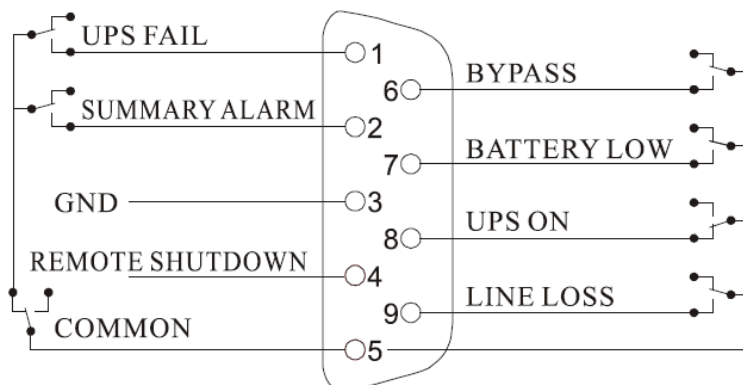 UPS FAIL 1
6 BYPASS
SUMMARY ALARM 2
7 BATTERY LOW
GND 3
8 UPS ON
REMOTE SHUTDOWN 4
9 LINE LOSS
COMMON 5